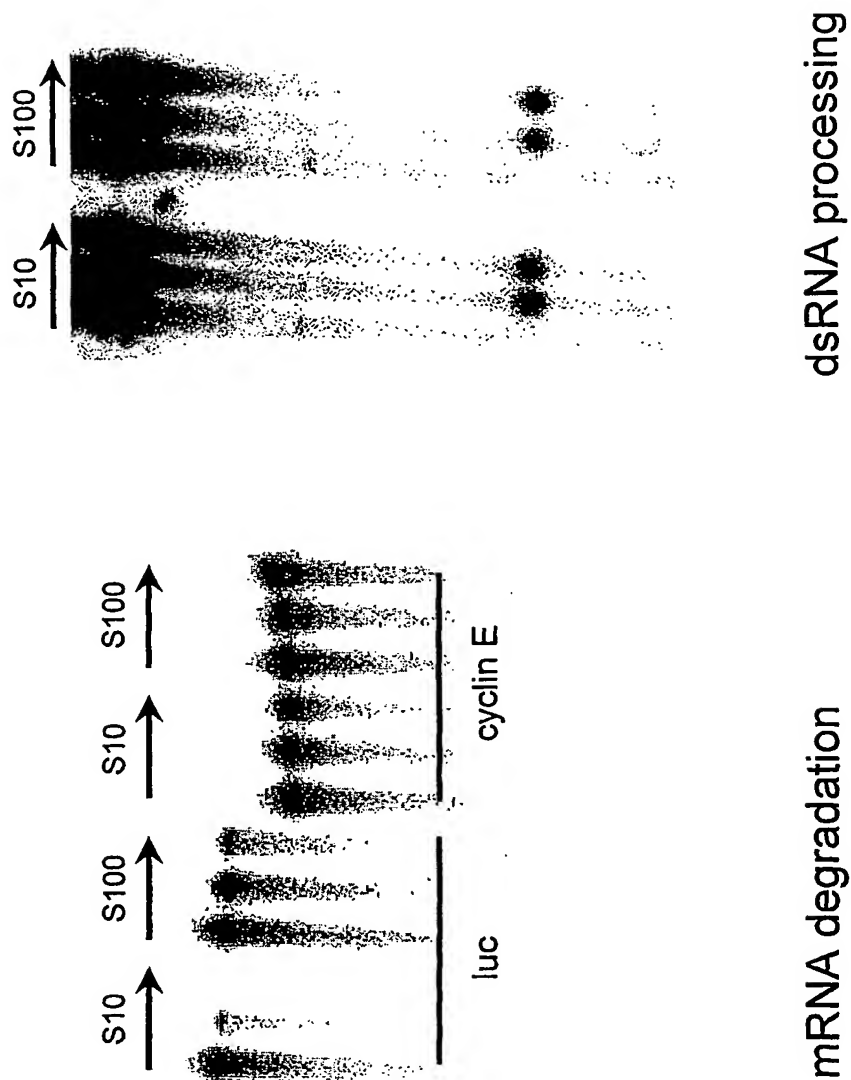 S10
S100
S10
S100
luc
cyclin E
mRNA degradation
S10
S100
dsRNA processing